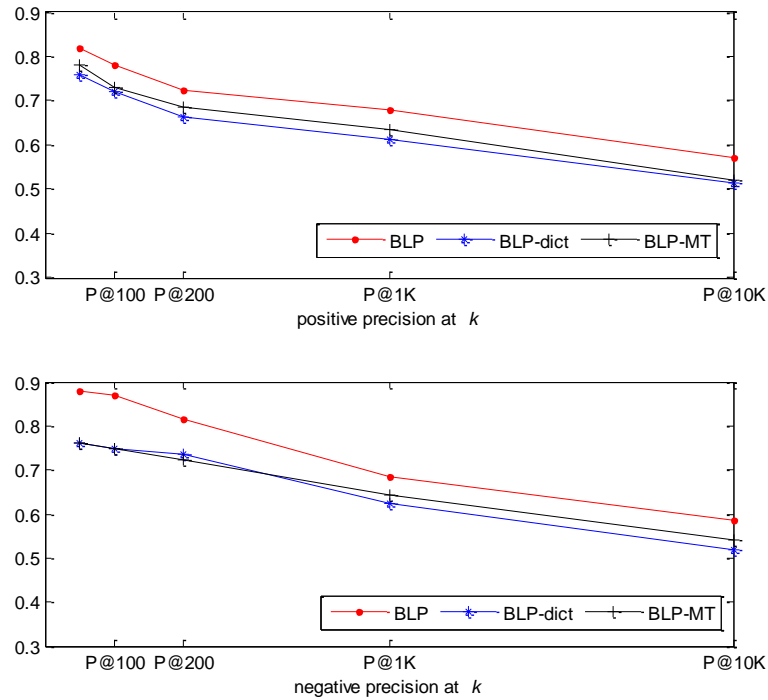 0.9
0.8
0.7
0.6
0.5
0.4
0.3
BLP BLP-dict BLP-MT
P@100 P@200 P@1K P@10K
positive precision at k
0.9
0.8
0.7
0.6
0.5
0.4
0.3
BLP BLP-dict BLP-MT
P@100 P@200 P@1K P@10K
negative precision at k